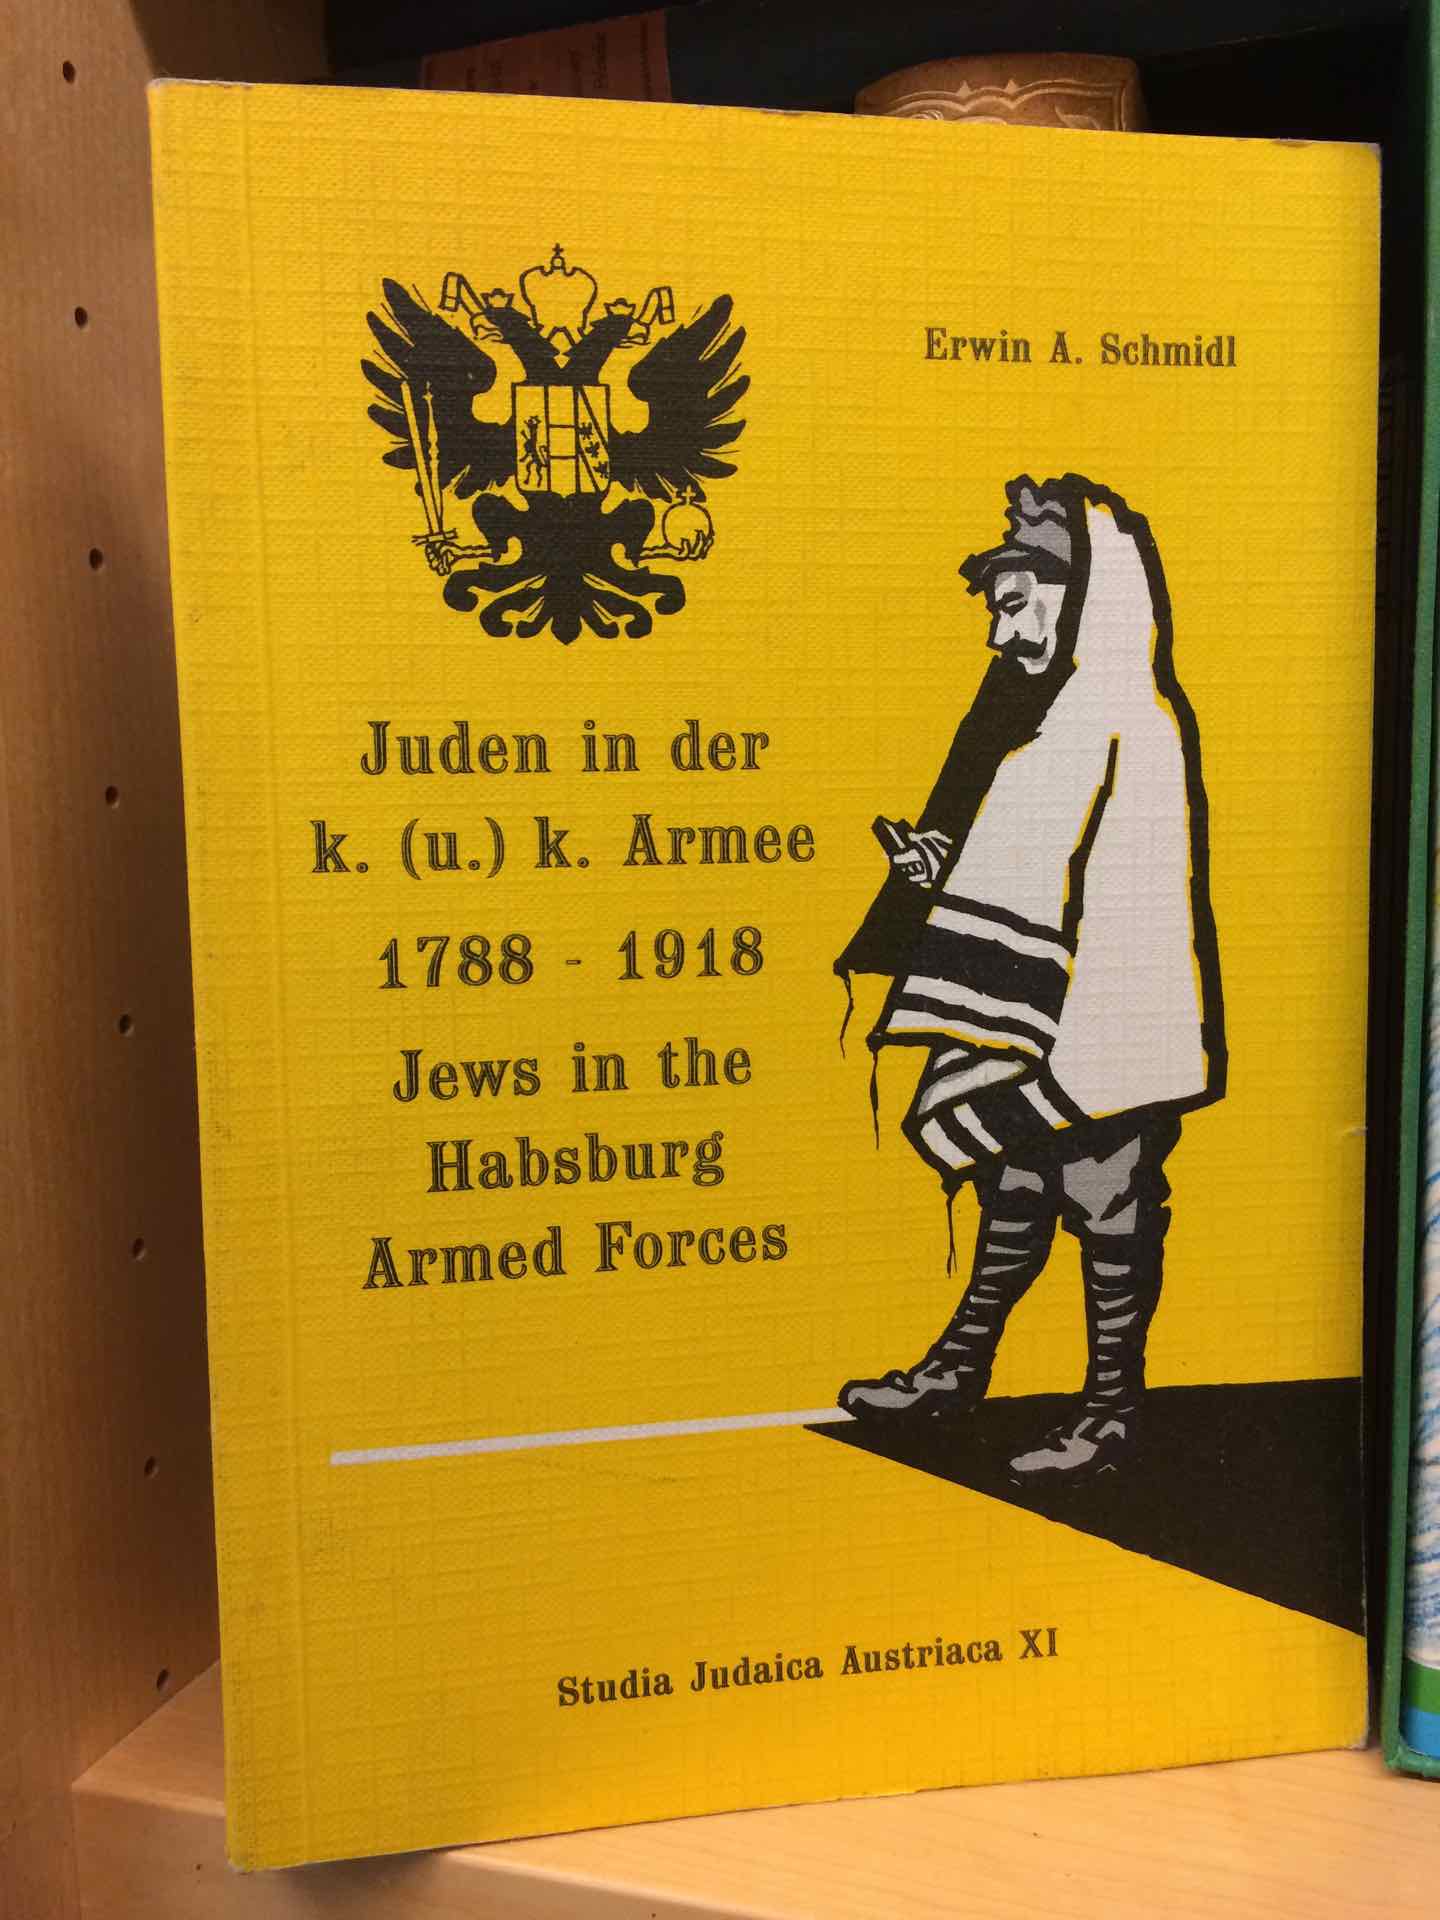 Erwin A. Schmidl
Juden in der
k. (u.) k. Armee
1788 - 1918
Jews in the
Habsburg
Armed Forces
Studia Judaica Austriaca XI